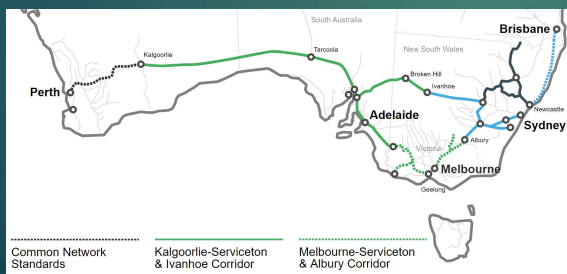 South Australia
Brisbane
Kalgoorlie
Tarcoola
New South Wales
Broken Hill
Ivanhoe
Perth
Newcastle
Adelaide
Sydney
Albury
Victoria
Melbourne
Geelong
Common Network
Standards
Kalgoorlie-Serviceton
& Ivanhoe Corridor
Melbourne-Serviceton
& Albury Corridor